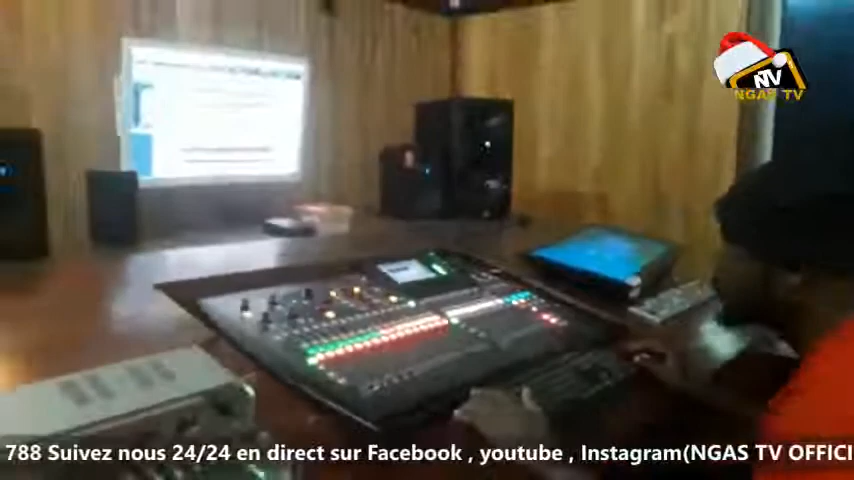 NTV
NGAS TV
788 Suivez nous 24/24 en direct sur Facebook , youtube , Instagram(NGAS TV OFFICI